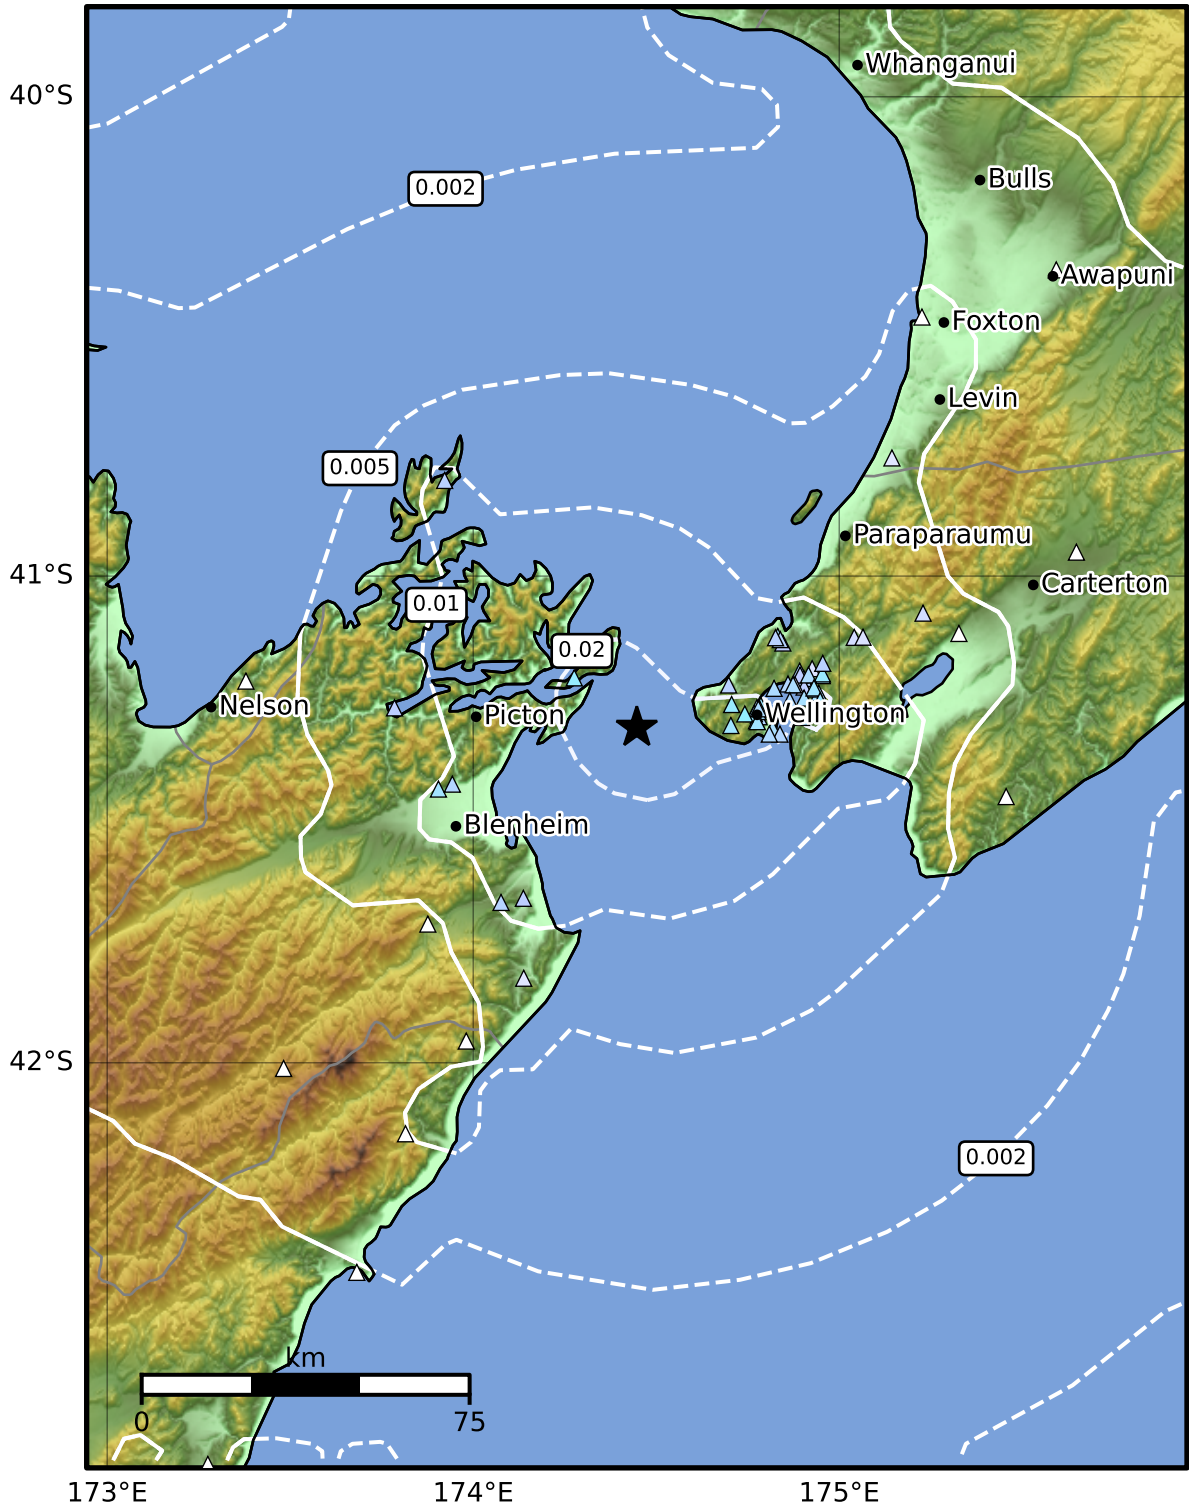 Whanganui
40°S
Bulls
0.002
Awapuni
Foxton
Levin
0.005
Paraparaumu
41°S
Carterton
0.01
0.02
Nelson
Picton
Wellington
Blenheim
42°S
0.002
km
0
75
173°E
174°E
175°E